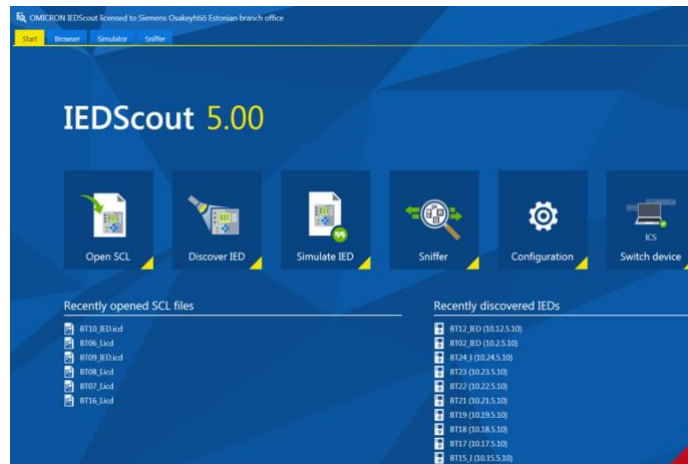 OMICRON IEDScout licensed to Siemens Osakeyhtiö Estonian branch office
Start Browser Simulator Sniffer
IEDScout 5.00
ICS
Open SCL Discover IED Simulate IED Sniffer Configuration Switch device
Recently opened SCL files
BT10_IED.icd
BT06_I.icd
BT09_IED.icd
BT08_I.icd
BT07_I.icd
BT16_I.icd
Recently discovered IEDs
BT12_IED (10.12.5.10)
BT02_IED (10.2.5.10)
BT24_I (10.24.5.10)
BT23 (10.23.5.10)
BT22 (10.22.5.10)
BT21 (10.21.5.10)
BT19 (10.19.5.10)
BT18 (10.18.5.10)
BT17 (10.17.5.10)
BT15_I (10.15.5.10)